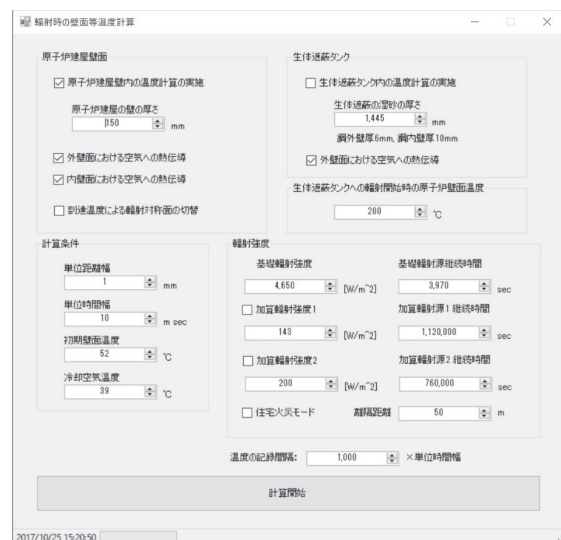 輻射時の壁面等温度計算
原子炉建屋壁面
原子炉建屋壁内の温度計算の実施
原子炉建屋の壁の厚さ
150 mm
外壁面における空気への熱伝導
内壁面における空気への熱伝導
到達温度による輻射対称面の切替
生体遮蔽タンク
生体遮蔽タンク内の温度計算の実施
生体遮蔽の湿砂の厚さ
1,445 mm
鋼外壁厚6mm, 鋼内壁厚10mm
外壁面における空気への熱伝導
生体遮蔽タンクへの輻射開始時の原子炉壁面温度
200 ℃
計算条件
単位距離幅
1 mm
単位時間幅
10 m sec
初期壁面温度
52 ℃
冷却空気温度
39 ℃
輻射強度
基礎輻射強度 基礎輻射源継続時間
4,650 [W/m^2] 3,970 sec
加算輻射強度1 加算輻射源1 継続時間
143 [W/m^2] 1,120,000 sec
加算輻射強度2 加算輻射源2 継続時間
200 [W/m^2] 760,000 sec
住宅火災モード 離隔距離 50 m
温度の記録間隔: 1,000 ×単位時間幅
計算開始
2017/10/25 15:20:50